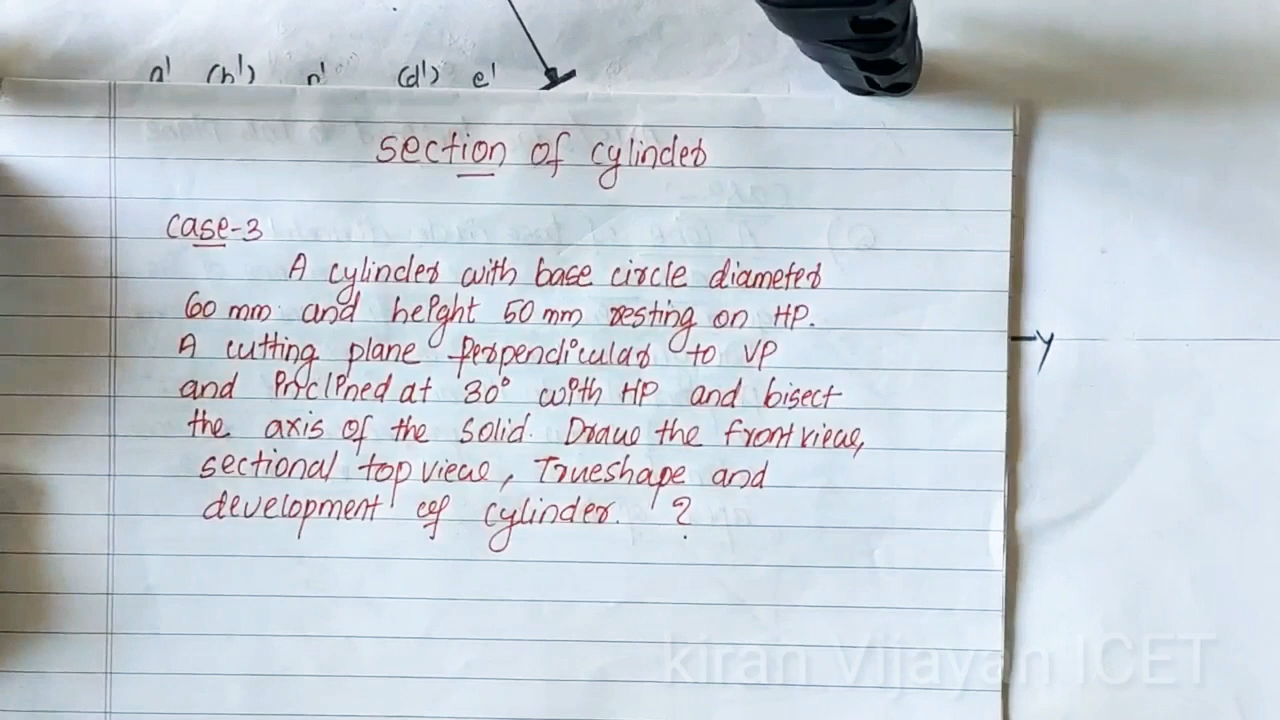 a' (b') n' (d') e'
section of cylinder
case-3
A cylinder with base circle diameter
60 mm and height 50 mm resting on HP.
A cutting plane perpendicular to VP
and inclined at 30° with HP and bisect
the axis of the solid. Draw the front view,
sectional top view, Trueshape and
development of cylinder. ?
Y
kiran Vijayan ICET